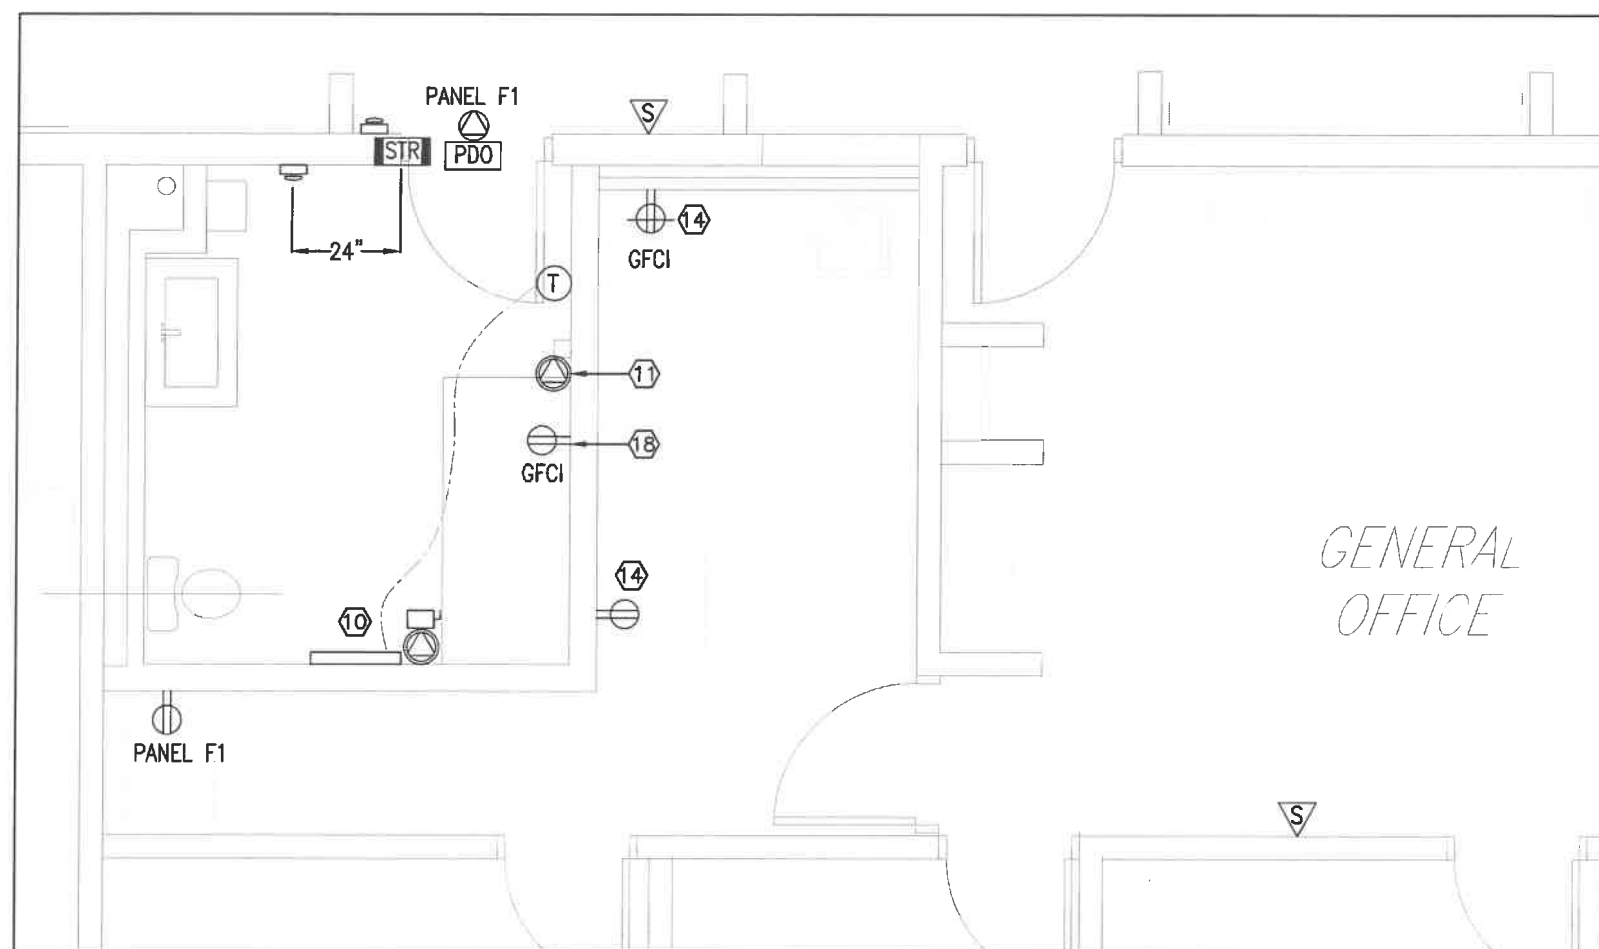 PANEL F1
S
STR
PDO
14
24"
GFCI
T
11
18
GFCI
GENERAL
OFFICE
14
10
PANEL F1
S